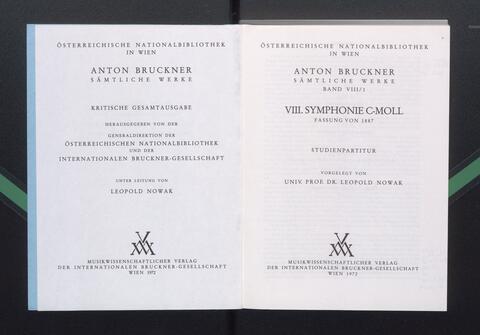 ÖSTERREICHISCHE NATIONALBIBLIOTHEK
IN WIEN
ANTON BRUCKNER
SÄMTLICHE WERKE
KRITISCHE GESAMTAUSGABE
HERAUSGEGEBEN VON DER
GENERALDIREKTION DER
ÖSTERREICHISCHEN NATIONALBIBLIOTHEK
UND DER
INTERNATIONALEN BRUCKNER-GESELLSCHAFT
UNTER LEITUNG VON
LEOPOLD NOWAK
MUSIKWISSENSCHAFTLICHER VERLAG
DER INTERNATIONALEN BRUCKNER-GESELLSCHAFT
WIEN 1972
ÖSTERREICHISCHE NATIONALBIBLIOTHEK
IN WIEN
ANTON BRUCKNER
SÄMTLICHE WERKE
BAND VIII/1
VIII. SYMPHONIE C-MOLL
FASSUNG VON 1887
STUDIENPARTITUR
VORGELEGT VON
UNIV. PROF. DR. LEOPOLD NOWAK
MUSIKWISSENSCHAFTLICHER VERLAG
DER INTERNATIONALEN BRUCKNER-GESELLSCHAFT
WIEN 1972